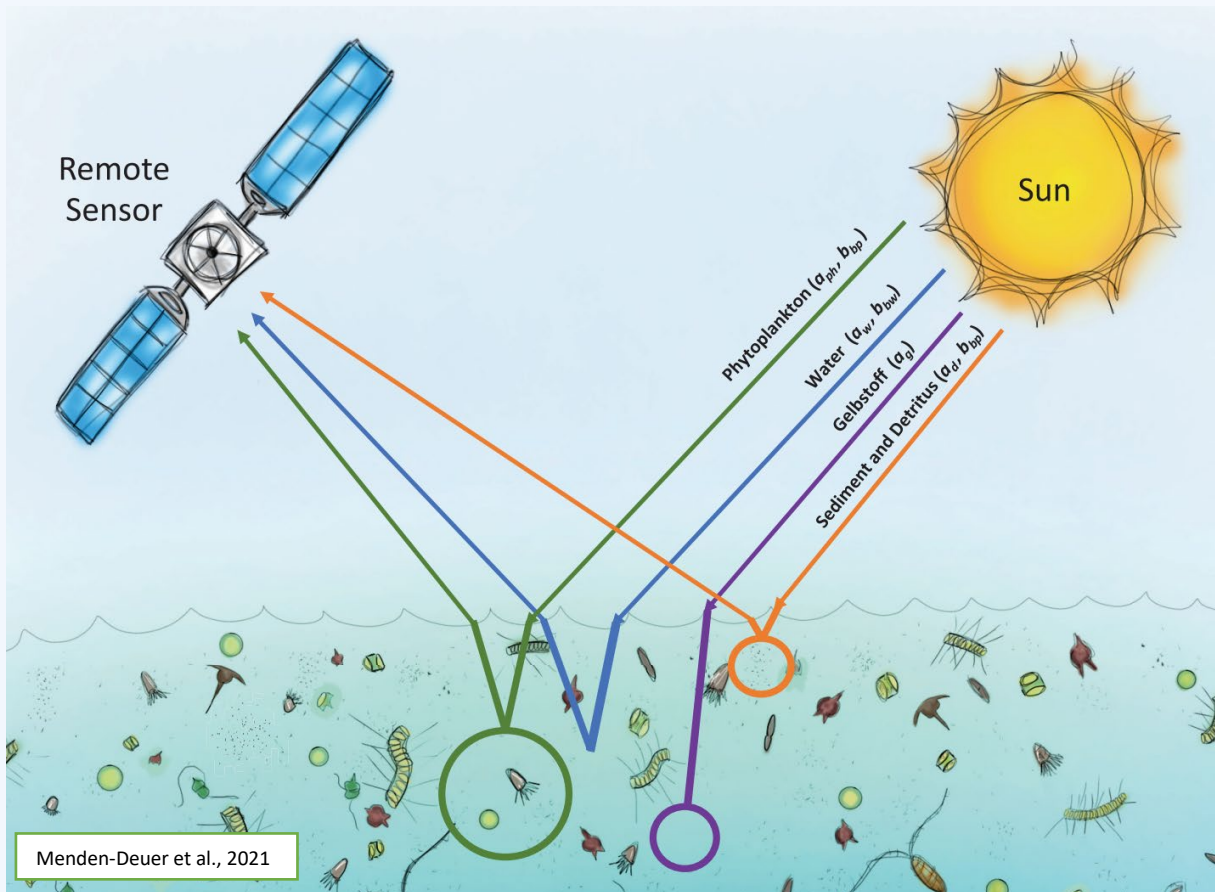 Remote
Sensor
Sun
Phytoplankton (aph, bbp)
Water (aw, bbw)
Gelbstoff (ag)
Sediment and Detritus (ad, bbp)
Menden-Deuer et al., 2021